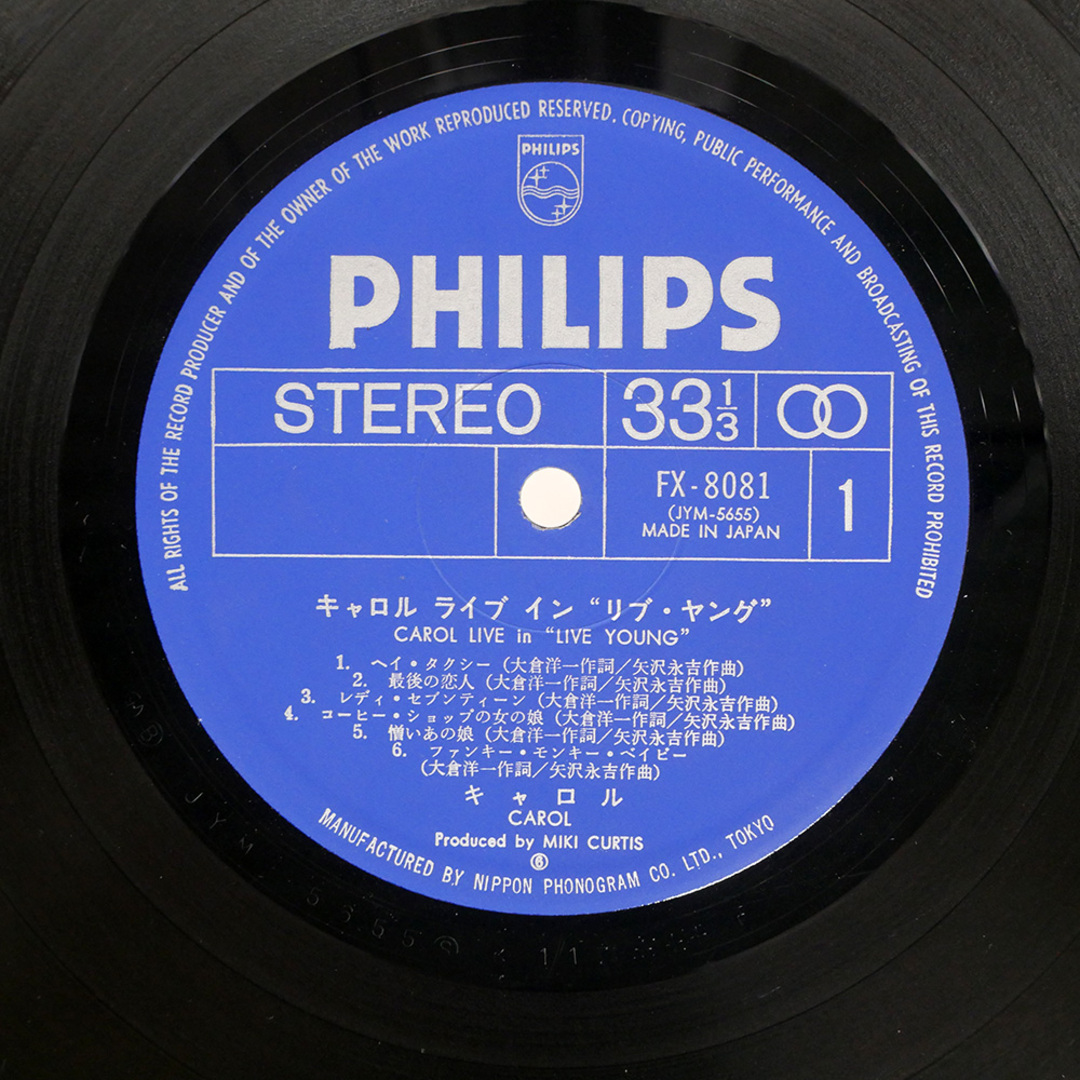 ALL RIGHTS OF THE RECORD PRODUCER AND OF THE OWNER OF THE WORK REPRODUCED RESERVED. COPYING, PUBLIC PERFORMANCE AND BROADCASTING OF THIS RECORD PROHIBITED
PHILIPS
PHILIPS
STEREO
33 1/3
FX-8081
(JYM-5655)
MADE IN JAPAN
1
キャロル ライブ イン “リブ・ヤング”
CAROL LIVE in “LIVE YOUNG”
1. ヘイ・タクシー (大倉洋一作詞／矢沢永吉作曲)
2. 最後の恋人 (大倉洋一作詞／矢沢永吉作曲)
3. レディ・セブンティーン (大倉洋一作詞／矢沢永吉作曲)
4. コーヒー・ショップの女の娘 (大倉洋一作詞／矢沢永吉作曲)
5. 憎いあの娘 (大倉洋一作詞／矢沢永吉作曲)
6. ファンキー・モンキー・ベイビー
(大倉洋一作詞／矢沢永吉作曲)
キャロル
CAROL
Produced by MIKI CURTIS
⑥
MANUFACTURED BY NIPPON PHONOGRAM CO. LTD., TOKYO
JYM 5655